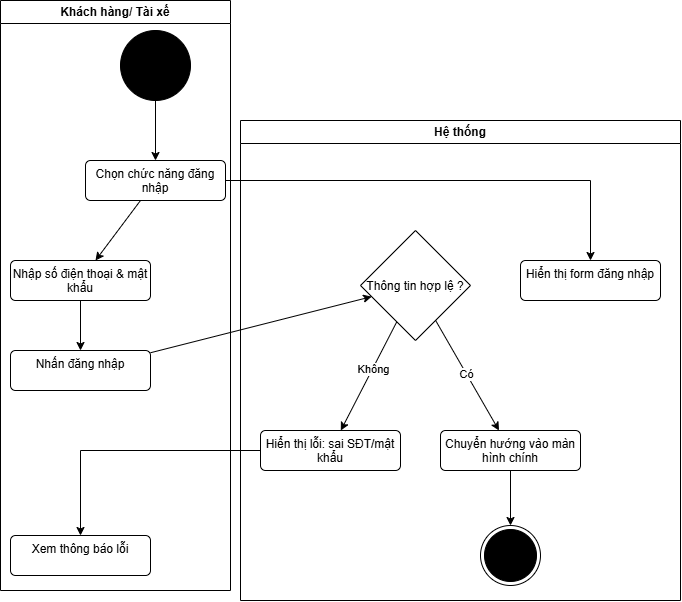 Khách hàng/ Tài xế
Hệ thống
Chọn chức năng đăng
nhập
Nhập số điện thoại & mật
khẩu
Hiển thị form đăng nhập
Thông tin hợp lệ ?
Nhấn đăng nhập
Không
Có
Hiển thị lỗi: sai SĐT/mật
khẩu
Chuyển hướng vào màn
hình chính
Xem thông báo lỗi